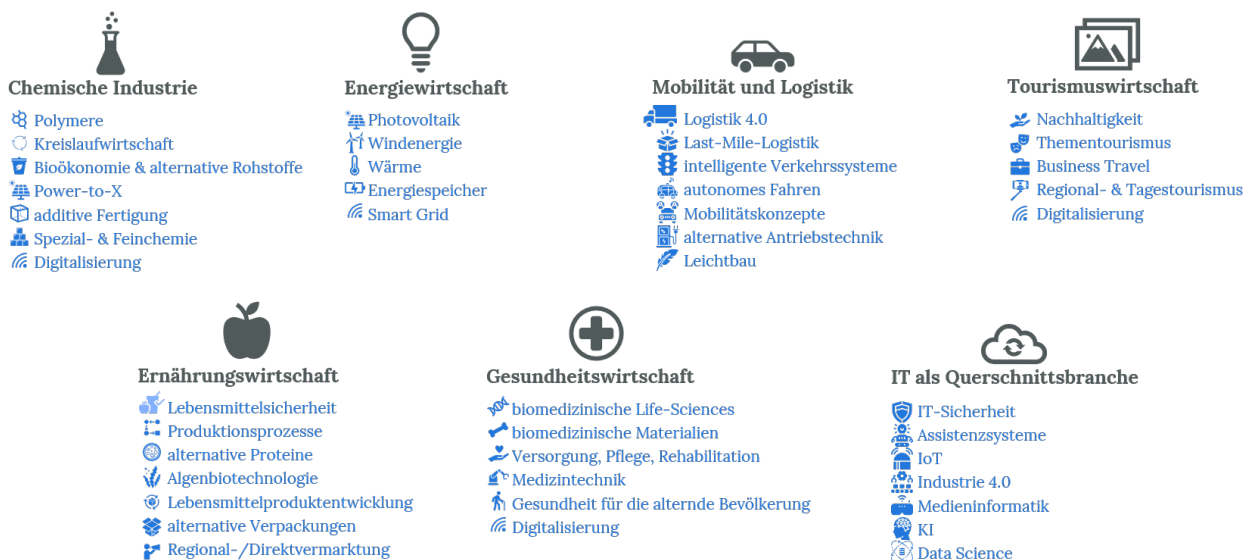 Chemische Industrie
Polymere
Kreislaufwirtschaft
Bioökonomie & alternative Rohstoffe
Power-to-X
additive Fertigung
Spezial- & Feinchemie
Digitalisierung
Energiewirtschaft
Photovoltaik
Windenergie
Wärme
Energiespeicher
Smart Grid
Mobilität und Logistik
Logistik 4.0
Last-Mile-Logistik
intelligente Verkehrssysteme
autonomes Fahren
Mobilitätskonzepte
alternative Antriebstechnik
Leichtbau
Tourismuswirtschaft
Nachhaltigkeit
Thementourismus
Business Travel
Regional- & Tagestourismus
Digitalisierung
Ernährungswirtschaft
Lebensmittelsicherheit
Produktionsprozesse
alternative Proteine
Algenbiotechnologie
Lebensmittelproduktentwicklung
alternative Verpackungen
Regional-/Direktvermarktung
Gesundheitswirtschaft
biomedizinische Life-Sciences
biomedizinische Materialien
Versorgung, Pflege, Rehabilitation
Medizintechnik
Gesundheit für die alternde Bevölkerung
Digitalisierung
IT als Querschnittsbranche
IT-Sicherheit
Assistenzsysteme
IoT
Industrie 4.0
Medieninformatik
KI
Data Science